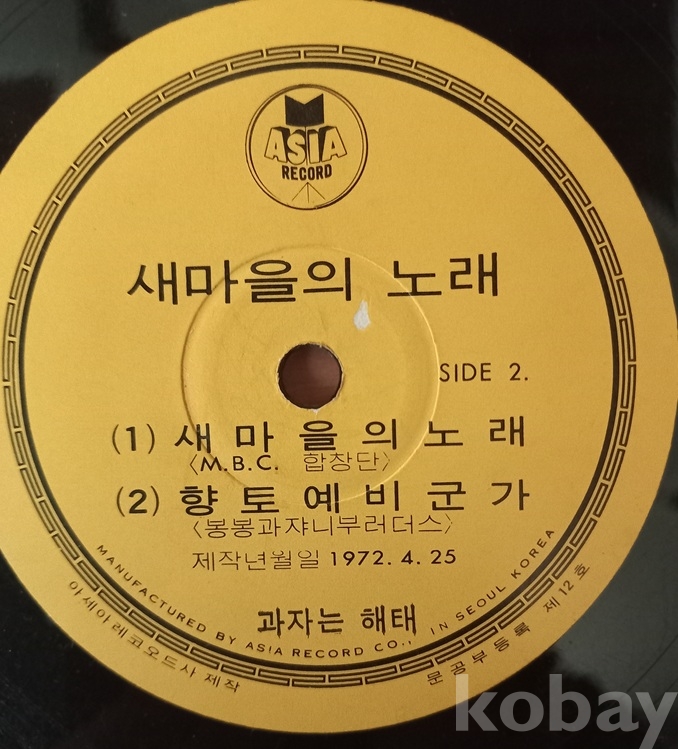 ASIA
RECORD
새마을의 노래
SIDE 2.
(1) 새마을의노래
〈M.B.C. 합창단〉
(2) 향토예비군가
〈봉봉과쟈니부러더스〉
제작년월일 1972. 4. 25
과자는 해태
MANUFACTURED BY ASIA RECORD CO., IN SEOUL KOREA
아세아레코오드사 제작
문공부등록 제12호
kobay